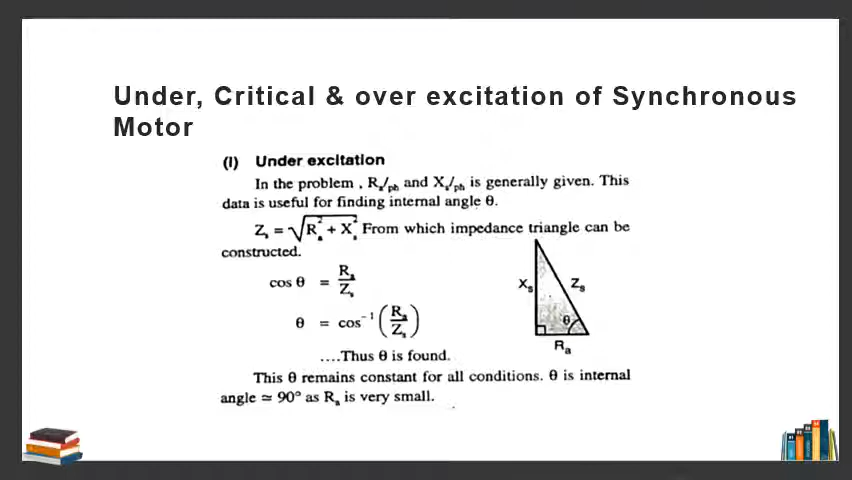 Under, Critical & over excitation of Synchronous
Motor
(I) Under excitation
In the problem , Rₐ/ph and Xₛ/ph is generally given. This
data is useful for finding internal angle θ.
Zₛ = √(Rₐ² + Xₛ²) From which impedance triangle can be
constructed.
cos θ = Rₐ/Zₛ
θ = cos⁻¹ (Rₐ/Zₛ)
....Thus θ is found.
Xₛ
Zₛ
θ
Rₐ
This θ remains constant for all conditions. θ is internal
angle ≃ 90° as Rₐ is very small.